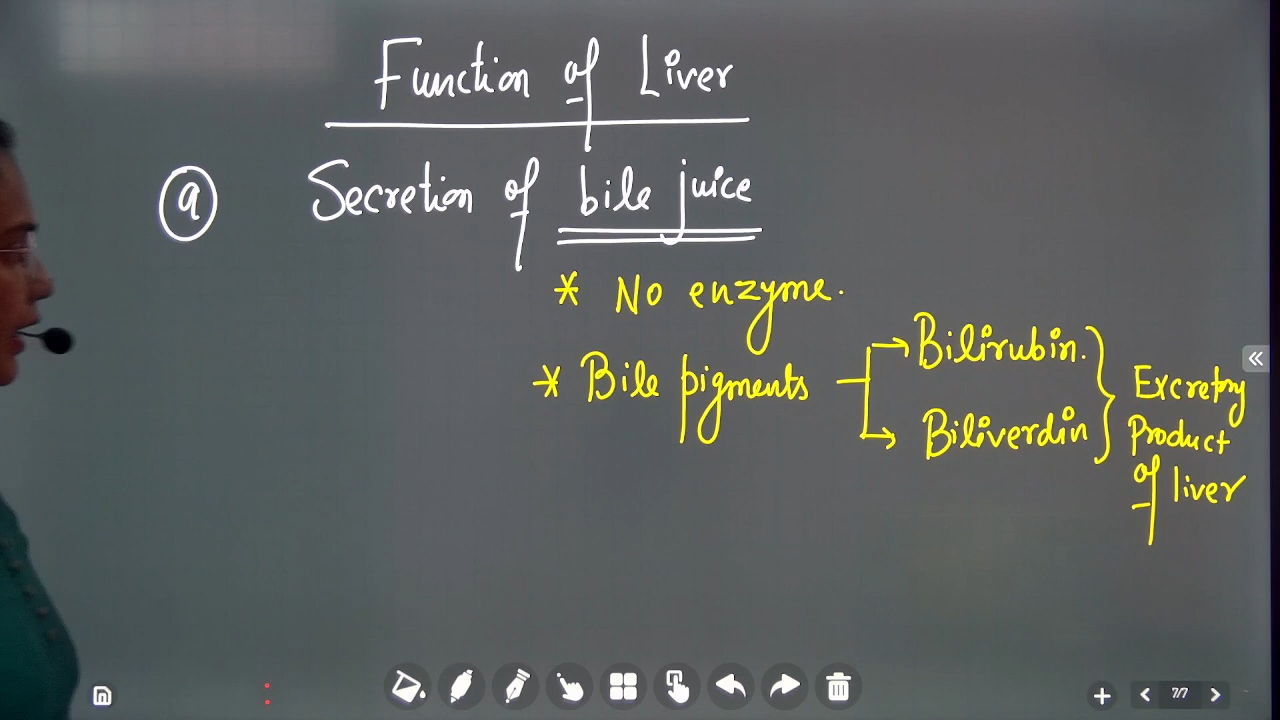 Function of Liver
a Secretion of bile juice
* No enzyme.
* Bile pigments → Bilirubin.
→ Biliverdin
Excretory
Product
of liver
7/7